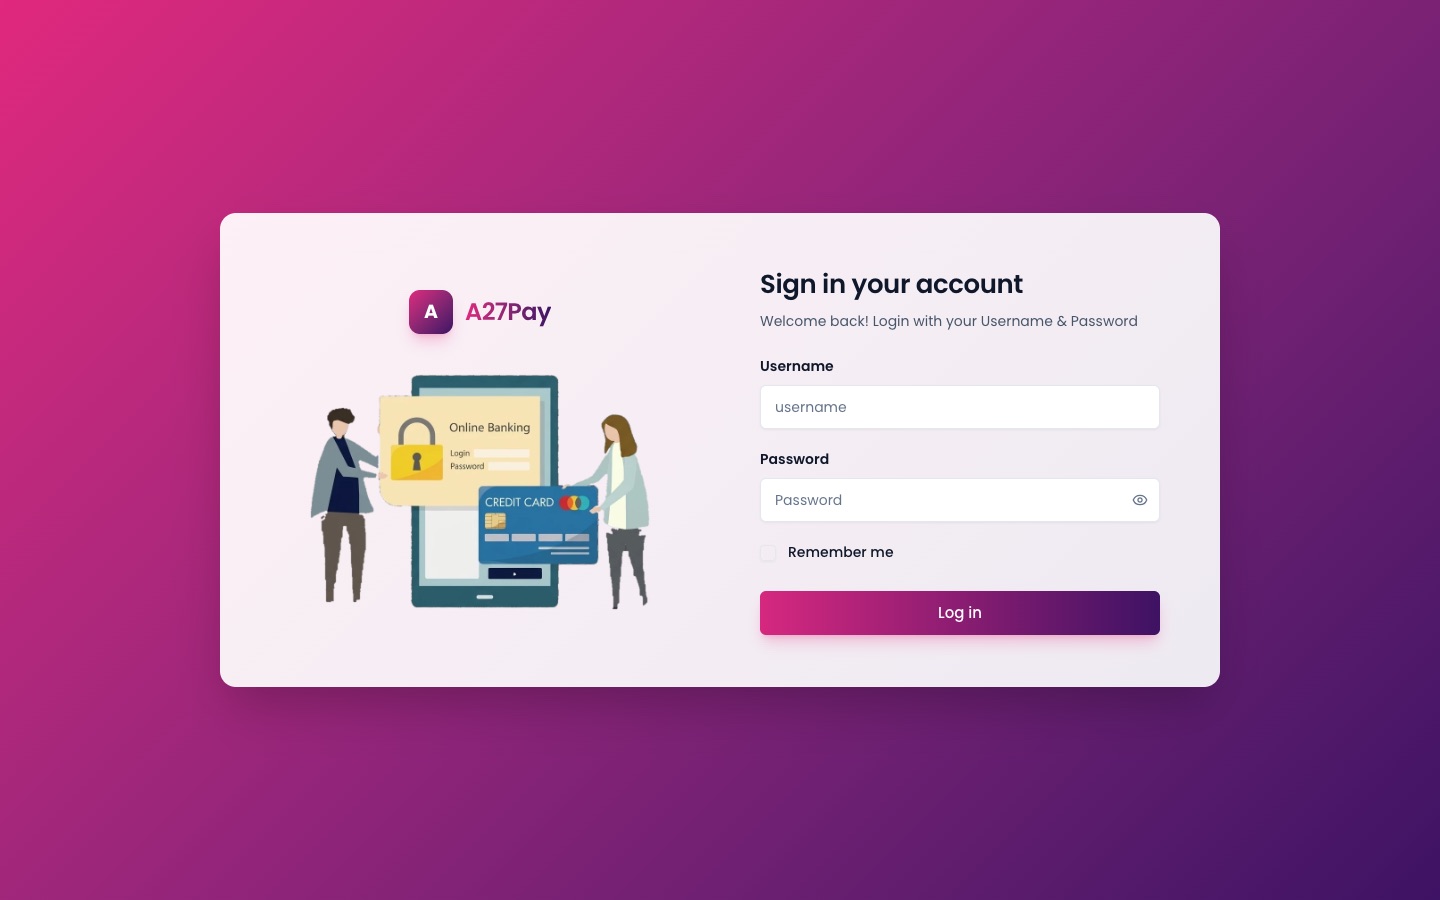 A
A27Pay
Online Banking
Login
Password
CREDIT CARD
Sign in your account
Welcome back! Login with your Username & Password
Username
username
Password
Password
Remember me
Log in